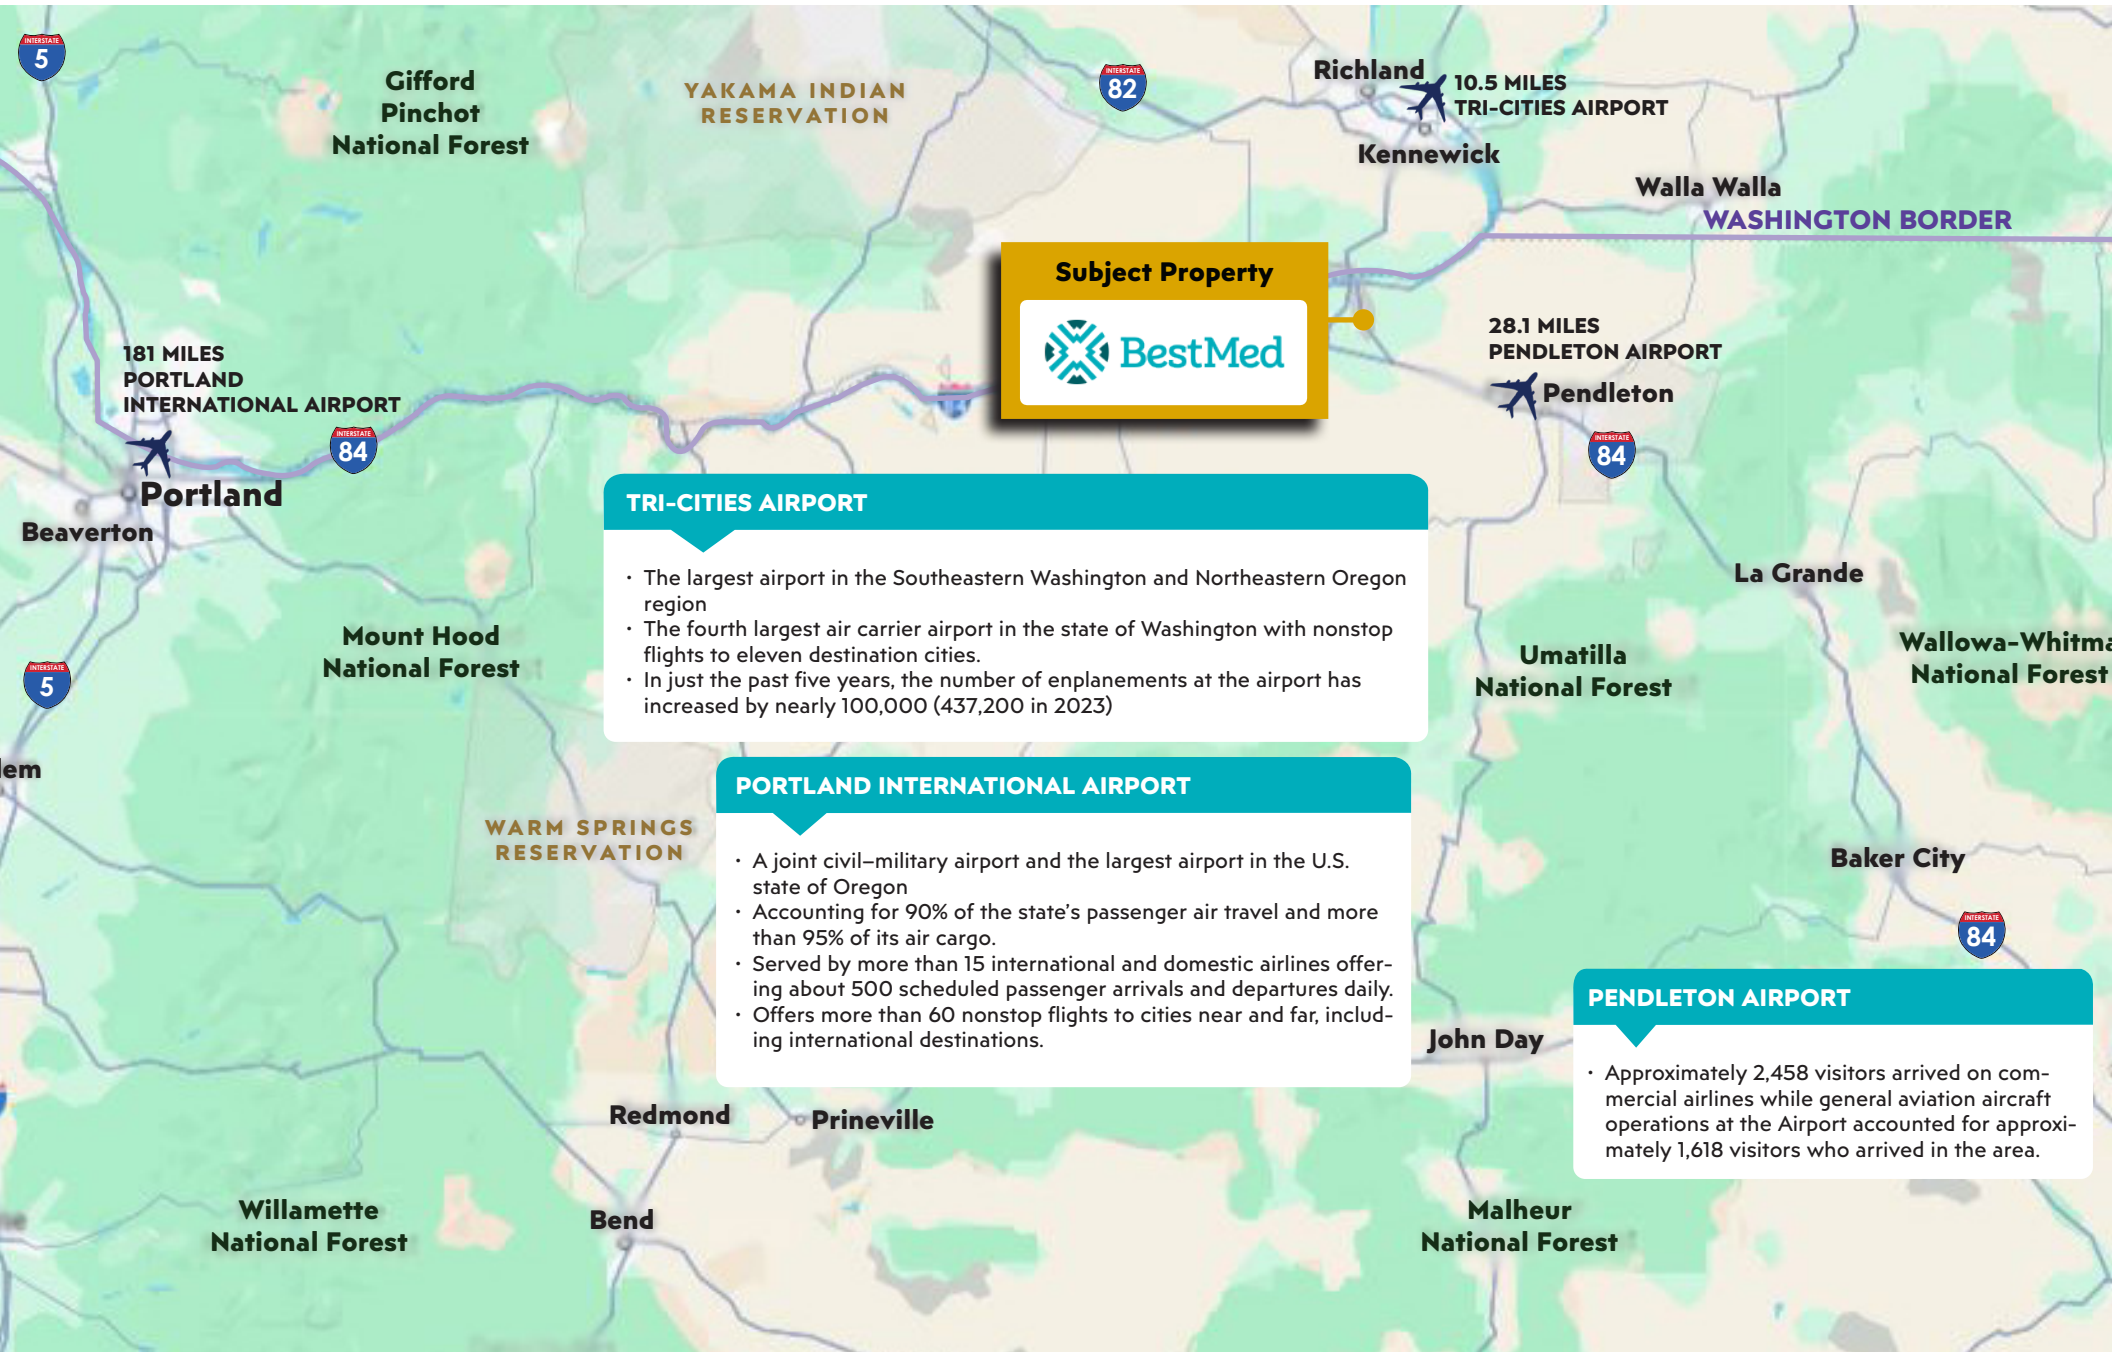 INTERSTATE
5
Gifford
Pinchot
National Forest
YAKAMA INDIAN
RESERVATION
INTERSTATE
82
Richland
10.5 MILES
TRI-CITIES AIRPORT
Kennewick
Walla Walla
WASHINGTON BORDER
Subject Property
BestMed
28.1 MILES
PENDLETON AIRPORT
Pendleton
181 MILES
PORTLAND
INTERNATIONAL AIRPORT
INTERSTATE
84
INTERSTATE
84
Portland
Beaverton
TRI-CITIES AIRPORT
• The largest airport in the Southeastern Washington and Northeastern Oregon
region
• The fourth largest air carrier airport in the state of Washington with nonstop
flights to eleven destination cities.
• In just the past five years, the number of enplanements at the airport has
increased by nearly 100,000 (437,200 in 2023)
La Grande
Mount Hood
National Forest
INTERSTATE
5
Umatilla
National Forest
Wallowa-Whitma
National Forest
lem
PORTLAND INTERNATIONAL AIRPORT
• A joint civil–military airport and the largest airport in the U.S.
state of Oregon
• Accounting for 90% of the state’s passenger air travel and more
than 95% of its air cargo.
• Served by more than 15 international and domestic airlines offer-
ing about 500 scheduled passenger arrivals and departures daily.
• Offers more than 60 nonstop flights to cities near and far, includ-
ing international destinations.
WARM SPRINGS
RESERVATION
Baker City
INTERSTATE
84
PENDLETON AIRPORT
• Approximately 2,458 visitors arrived on com-
mercial airlines while general aviation aircraft
operations at the Airport accounted for approxi-
mately 1,618 visitors who arrived in the area.
John Day
Redmond
Prineville
Willamette
National Forest
Bend
Malheur
National Forest